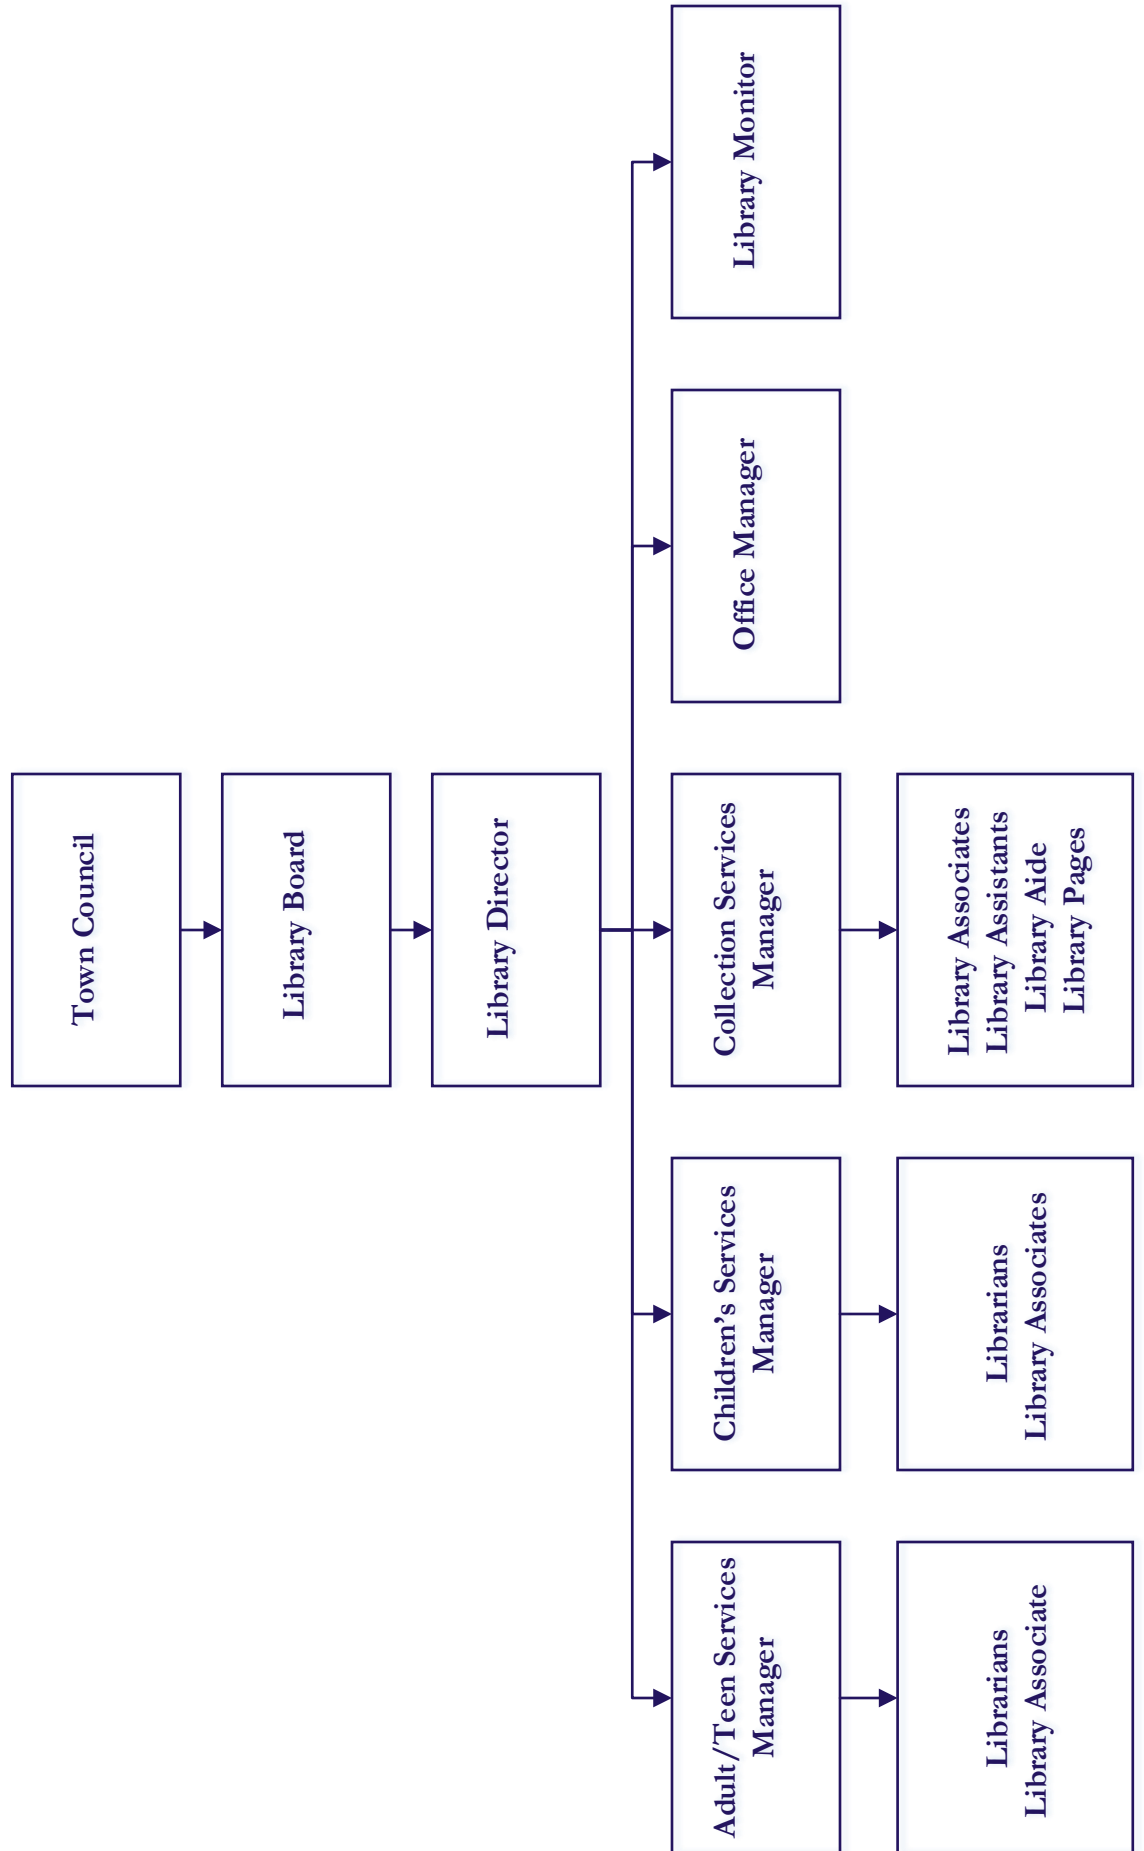 Town Council
Library Board
Library Director
Adult/Teen Services
Manager
Children's Services
Manager
Collection Services
Manager
Office Manager
Library Monitor
Librarians
Library Associate
Librarians
Library Associates
Library Associates
Library Assistants
Library Aide
Library Pages